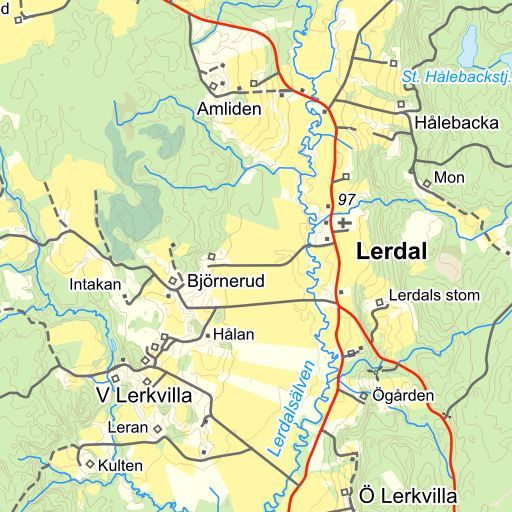 d
St. Hålebackstj.
Amliden
Hålebacka
Mon
97
Lerdal
Intakan
Björnerud
Lerdals stom
Hålan
V Lerkvilla
Lerdalsälven
Ögården
Leran
Kulten
Ö Lerkvilla